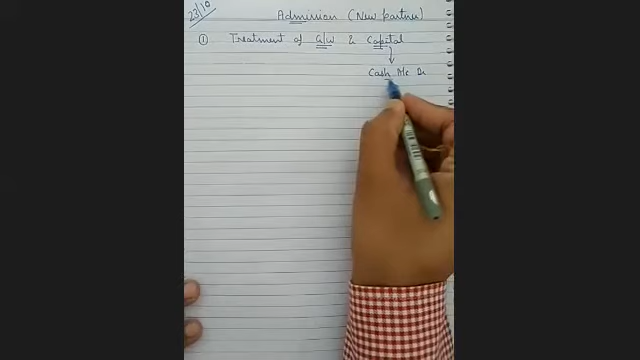 23/10
Admission (New partner)
① Treatment of G/W & Capital
Cash A/c Dr